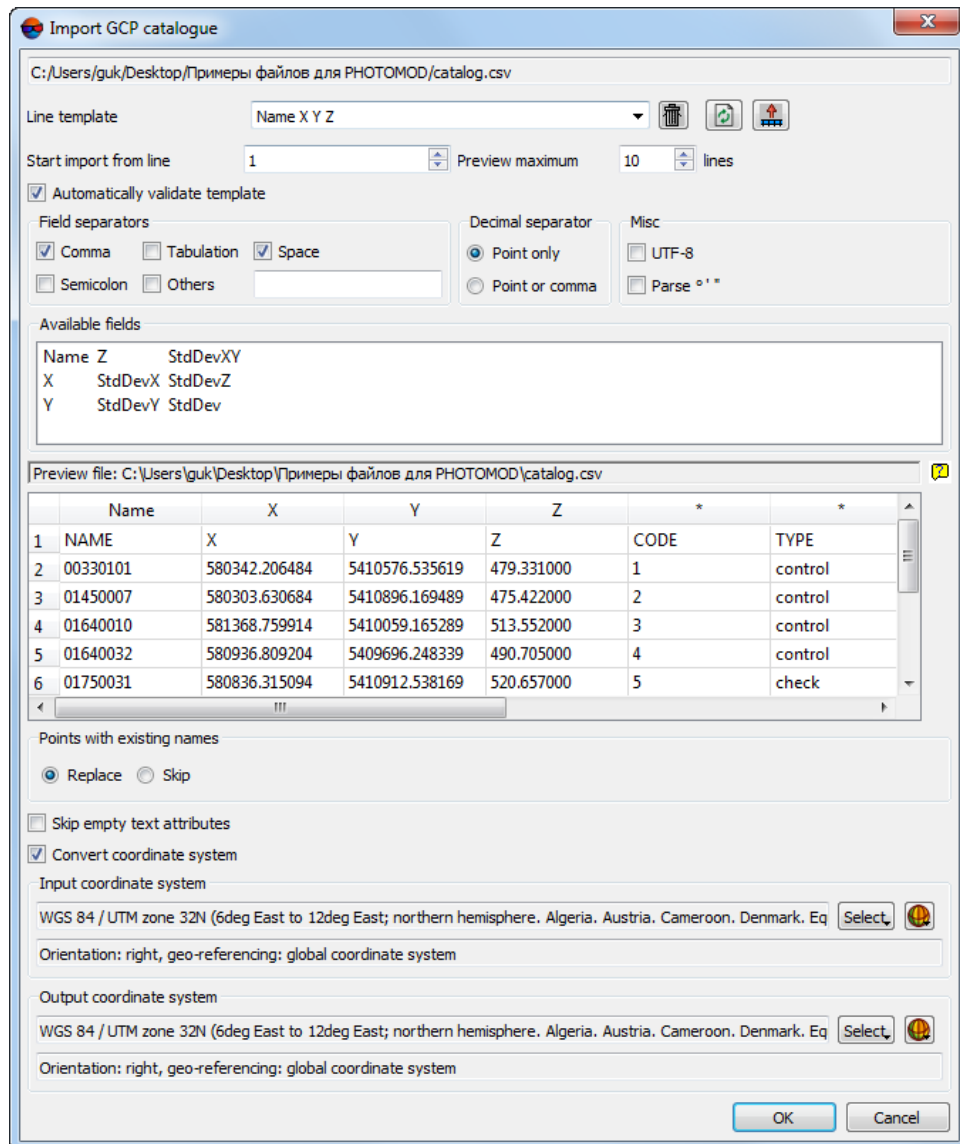 Import GCP catalogue
C:/Users/guk/Desktop/Примеры файлов для PHOTOMOD/catalog.csv
Line template Name X Y Z
Start import from line 1 Preview maximum 10 lines
Automatically validate template
Field separators Decimal separator Misc
Comma Tabulation Space Point only UTF-8
Semicolon Others Point or comma Parse ° ' "
Available fields
Name Z StdDevXY
X StdDevX StdDevZ
Y StdDevY StdDev
Preview file: C:\Users\guk\Desktop\Примеры файлов для PHOTOMOD\catalog.csv
Name X Y Z * *
1 NAME X Y Z CODE TYPE
2 00330101 580342.206484 5410576.535619 479.331000 1 control
3 01450007 580303.630684 5410896.169489 475.422000 2 control
4 01640010 581368.759914 5410059.165289 513.552000 3 control
5 01640032 580936.809204 5409696.248339 490.705000 4 control
6 01750031 580836.315094 5410912.538169 520.657000 5 check
Points with existing names
Replace Skip
Skip empty text attributes
Convert coordinate system
Input coordinate system
WGS 84 / UTM zone 32N (6deg East to 12deg East; northern hemisphere. Algeria. Austria. Cameroon. Denmark. Eq Select
Orientation: right, geo-referencing: global coordinate system
Output coordinate system
WGS 84 / UTM zone 32N (6deg East to 12deg East; northern hemisphere. Algeria. Austria. Cameroon. Denmark. Eq Select
Orientation: right, geo-referencing: global coordinate system
OK Cancel